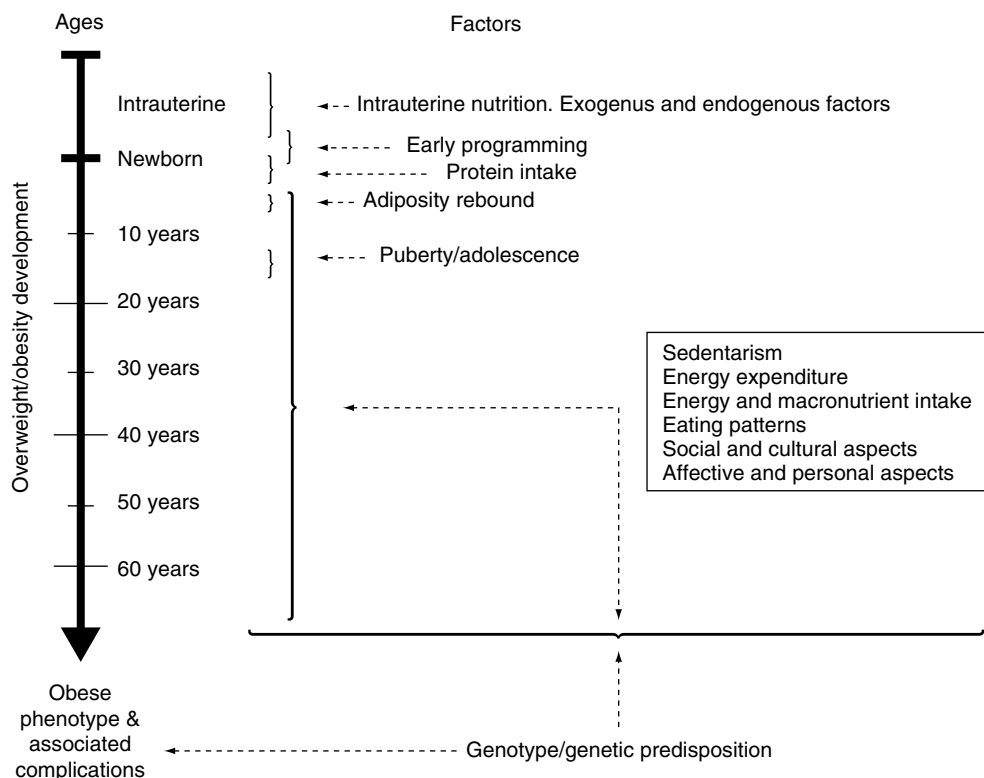 Ages
Factors
Intrauterine
Intrauterine nutrition. Exogenus and endogenous factors
Early programming
Newborn
Protein intake
Adiposity rebound
10 years
Puberty/adolescence
20 years
30 years
40 years
50 years
60 years
Overweight/obesity development
Sedentarism
Energy expenditure
Energy and macronutrient intake
Eating patterns
Social and cultural aspects
Affective and personal aspects
Obese
phenotype &
associated
complications
Genotype/genetic predisposition